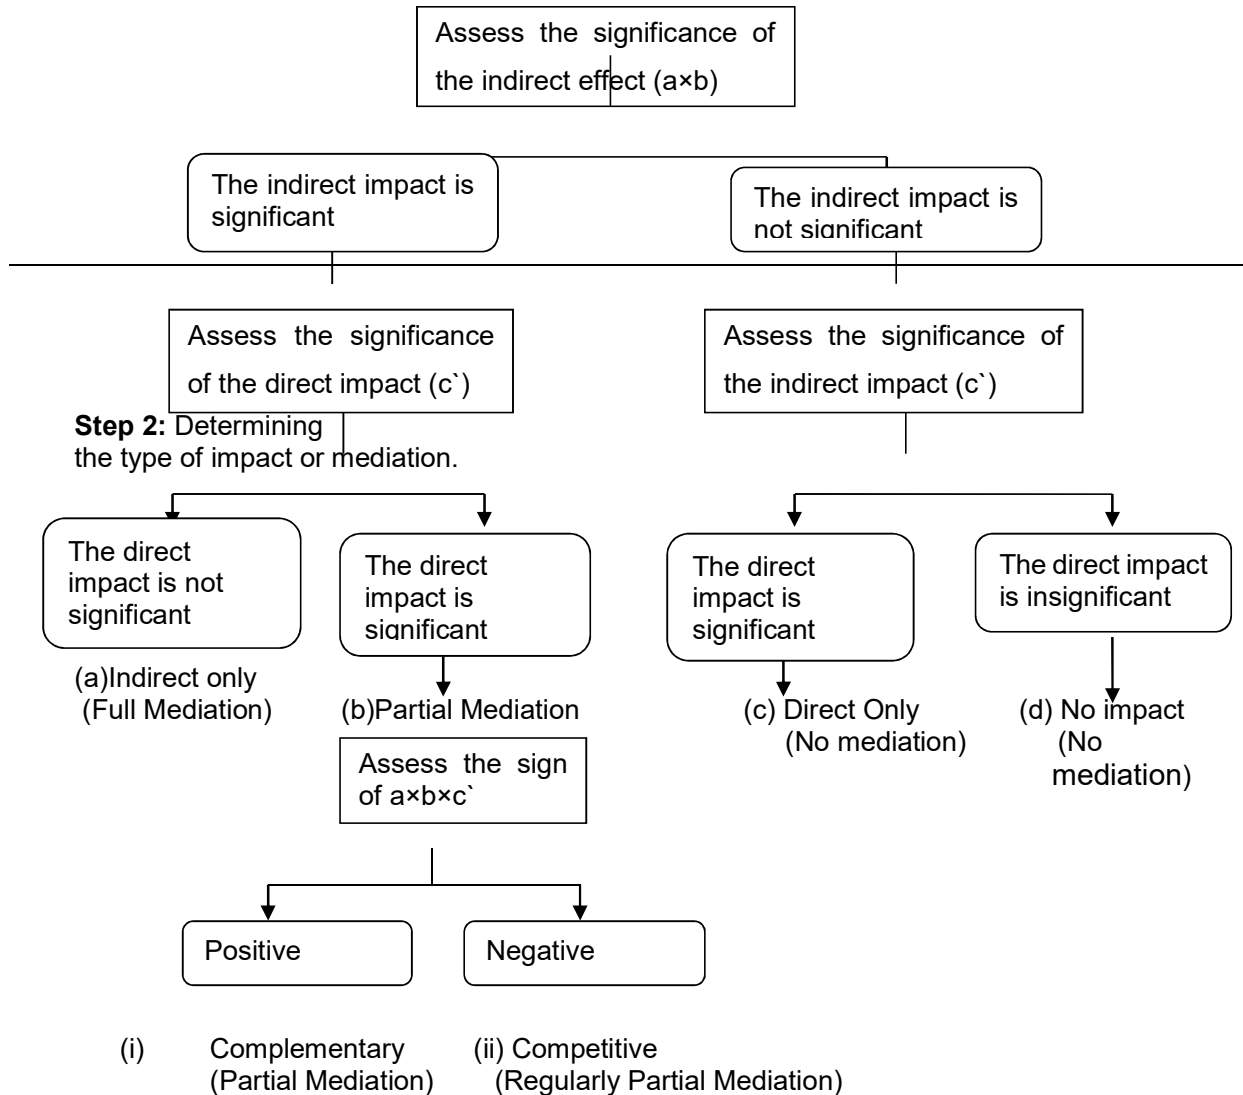 Assess the significance of
the indirect effect (a×b)
The indirect impact is
significant
The indirect impact is
not significant
Assess the significance
of the direct impact (c`)
Assess the significance of
the indirect impact (c`)
Step 2: Determining
the type of impact or mediation.
The direct
impact is not
significant
The direct
impact is
significant
The direct
impact is
significant
The direct impact
is insignificant
(a)Indirect only
(Full Mediation)
(b)Partial Mediation
(c) Direct Only
(No mediation)
(d) No impact
(No
mediation)
Assess the sign
of a×b×c`
Positive
Negative
(i) Complementary
(Partial Mediation)
(ii) Competitive
(Regularly Partial Mediation)